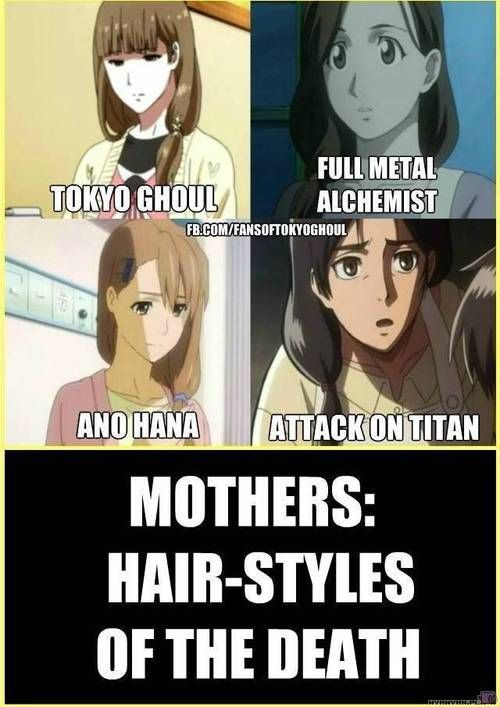 TOKYO GHOUL
FULL METAL
ALCHEMIST
FB.COM/FANSOFTOKYOGHOUL
ANO HANA
ATTACK ON TITAN
MOTHERS:
HAIR-STYLES
OF THE DEATH